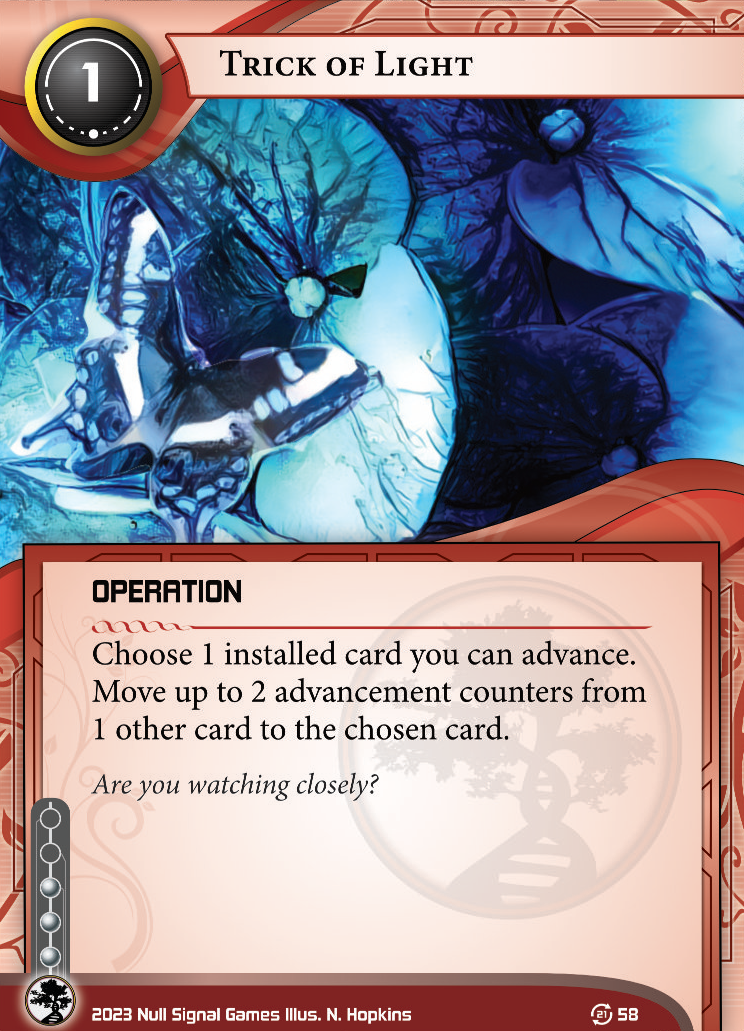 1
Trick of Light
OPERATION
Choose 1 installed card you can advance.
Move up to 2 advancement counters from
1 other card to the chosen card.
Are you watching closely?
2023 Null Signal Games Illus. N. Hopkins
21 58